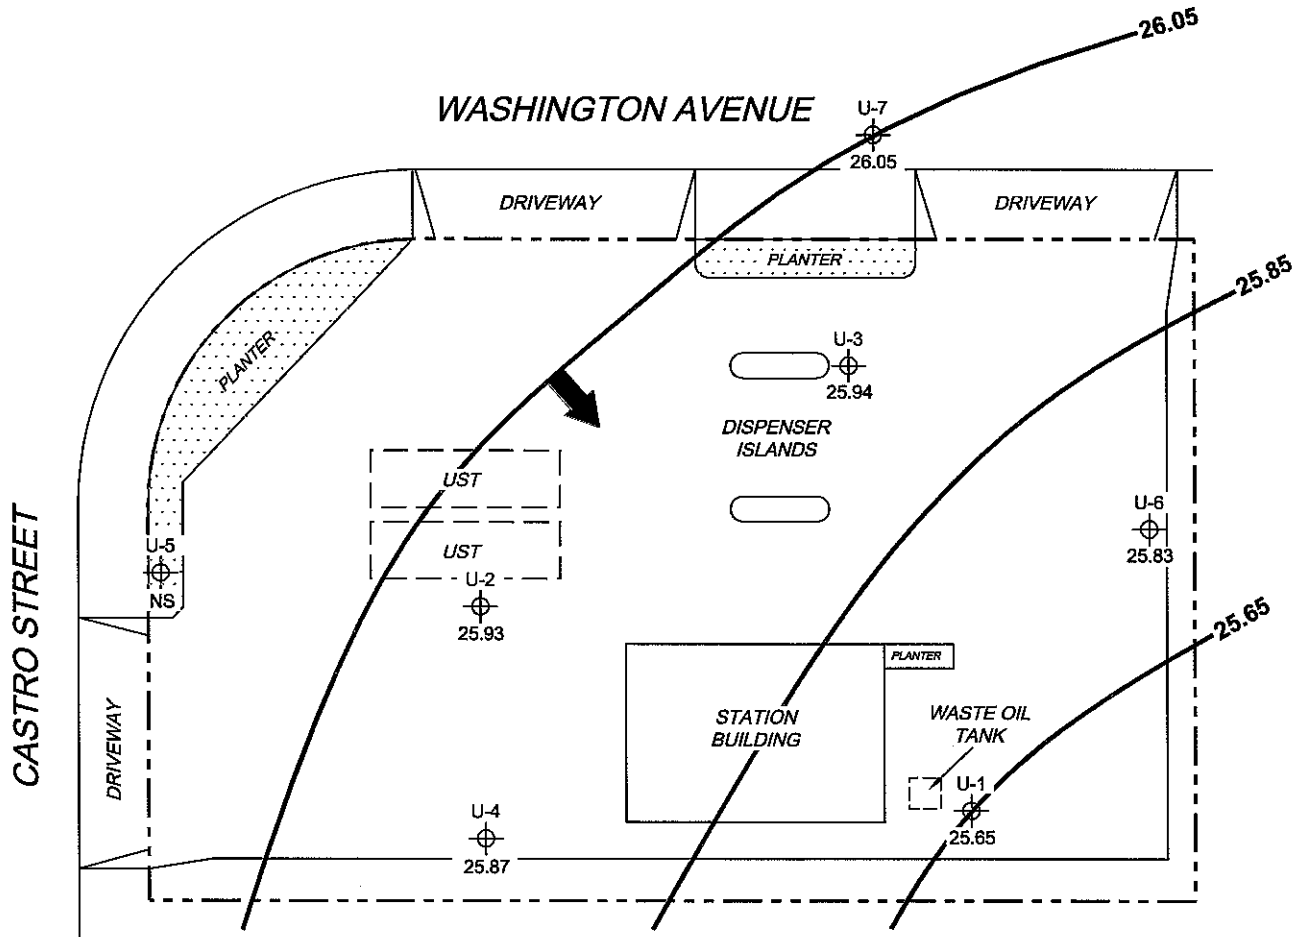 26.05
WASHINGTON AVENUE
U-7
26.05
DRIVEWAY
DRIVEWAY
PLANTER
25.85
PLANTER
U-3
25.94
DISPENSER
ISLANDS
UST
UST
U-2
25.93
U-6
25.83
U-5
NS
CASTRO STREET
25.65
PLANTER
STATION
BUILDING
WASTE OIL
TANK
DRIVEWAY
U-1
25.65
U-4
25.87